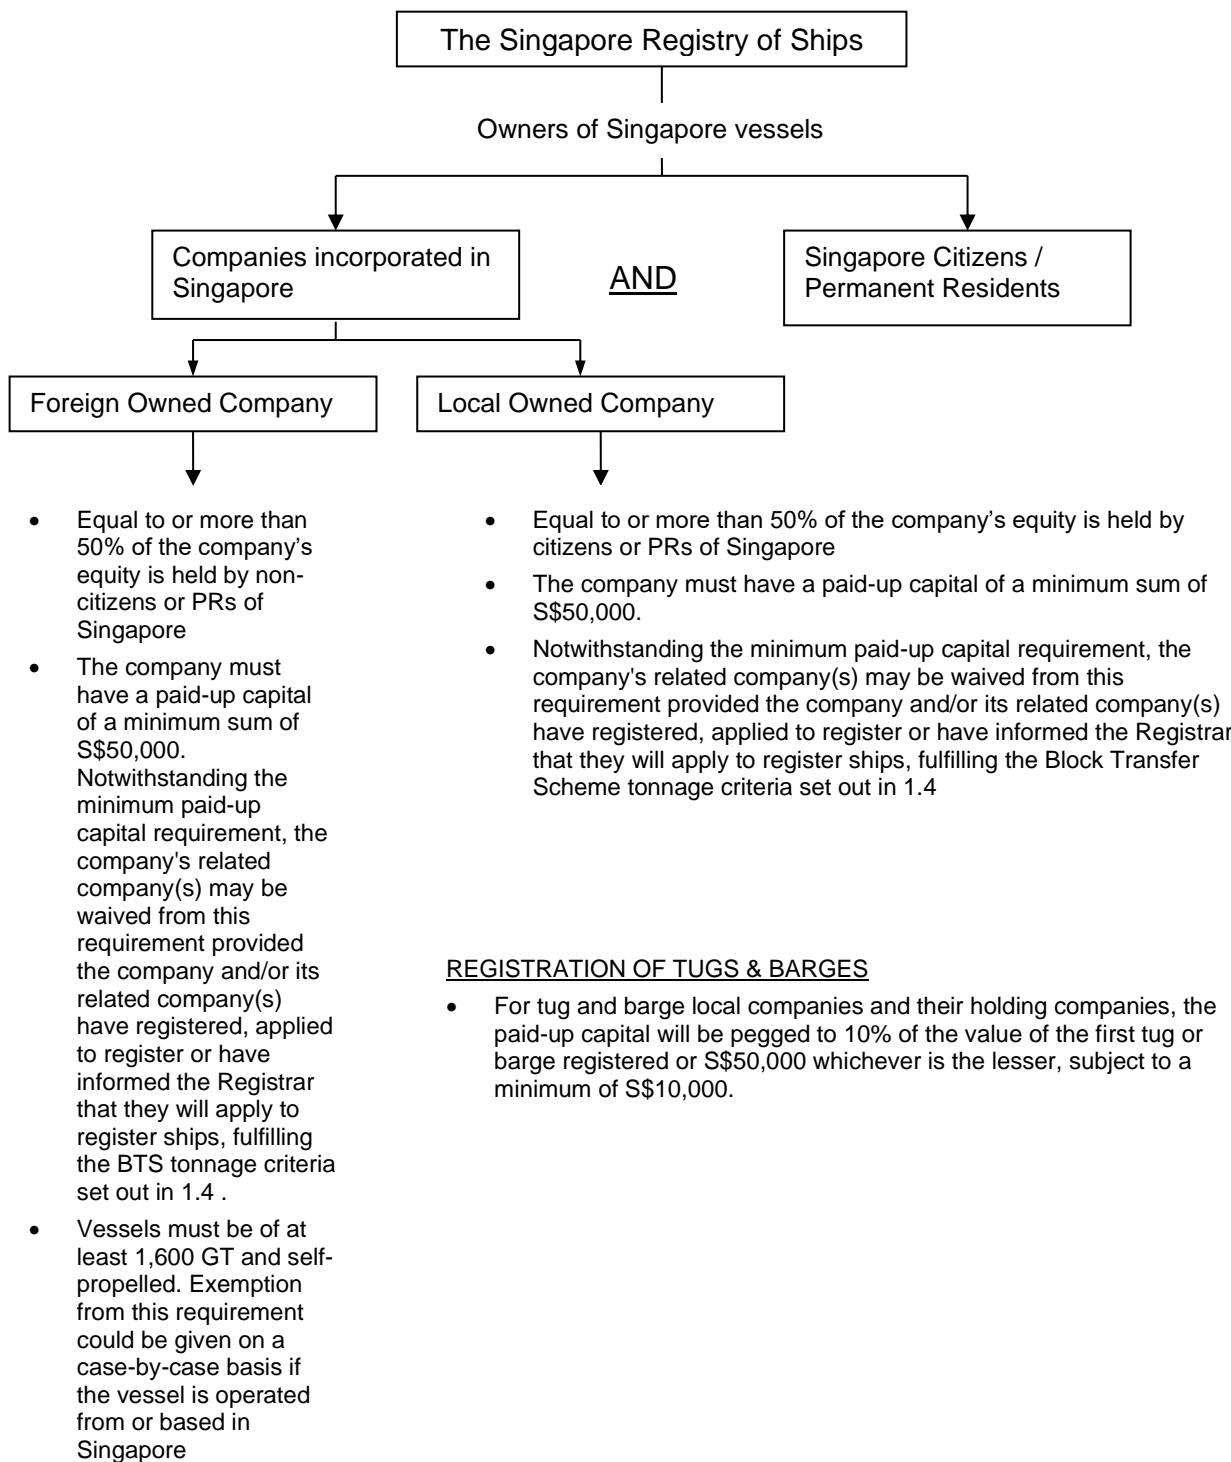 The Singapore Registry of Ships
Owners of Singapore vessels
Companies incorporated in
Singapore
AND
Singapore Citizens /
Permanent Residents
Foreign Owned Company
Local Owned Company
• Equal to or more than
50% of the company’s
equity is held by non-
citizens or PRs of
Singapore
• The company must
have a paid-up capital
of a minimum sum of
S$50,000.
Notwithstanding the
minimum paid-up
capital requirement, the
company's related
company(s) may be
waived from this
requirement provided
the company and/or its
related company(s)
have registered, applied
to register or have
informed the Registrar
that they will apply to
register ships, fulfilling
the BTS tonnage criteria
set out in 1.4 .
• Vessels must be of at
least 1,600 GT and self-
propelled. Exemption
from this requirement
could be given on a
case-by-case basis if
the vessel is operated
from or based in
Singapore
• Equal to or more than 50% of the company’s equity is held by
citizens or PRs of Singapore
• The company must have a paid-up capital of a minimum sum of
S$50,000.
• Notwithstanding the minimum paid-up capital requirement, the
company's related company(s) may be waived from this
requirement provided the company and/or its related company(s)
have registered, applied to register or have informed the Registrar
that they will apply to register ships, fulfilling the Block Transfer
Scheme tonnage criteria set out in 1.4
REGISTRATION OF TUGS & BARGES
• For tug and barge local companies and their holding companies, the
paid-up capital will be pegged to 10% of the value of the first tug or
barge registered or S$50,000 whichever is the lesser, subject to a
minimum of S$10,000.